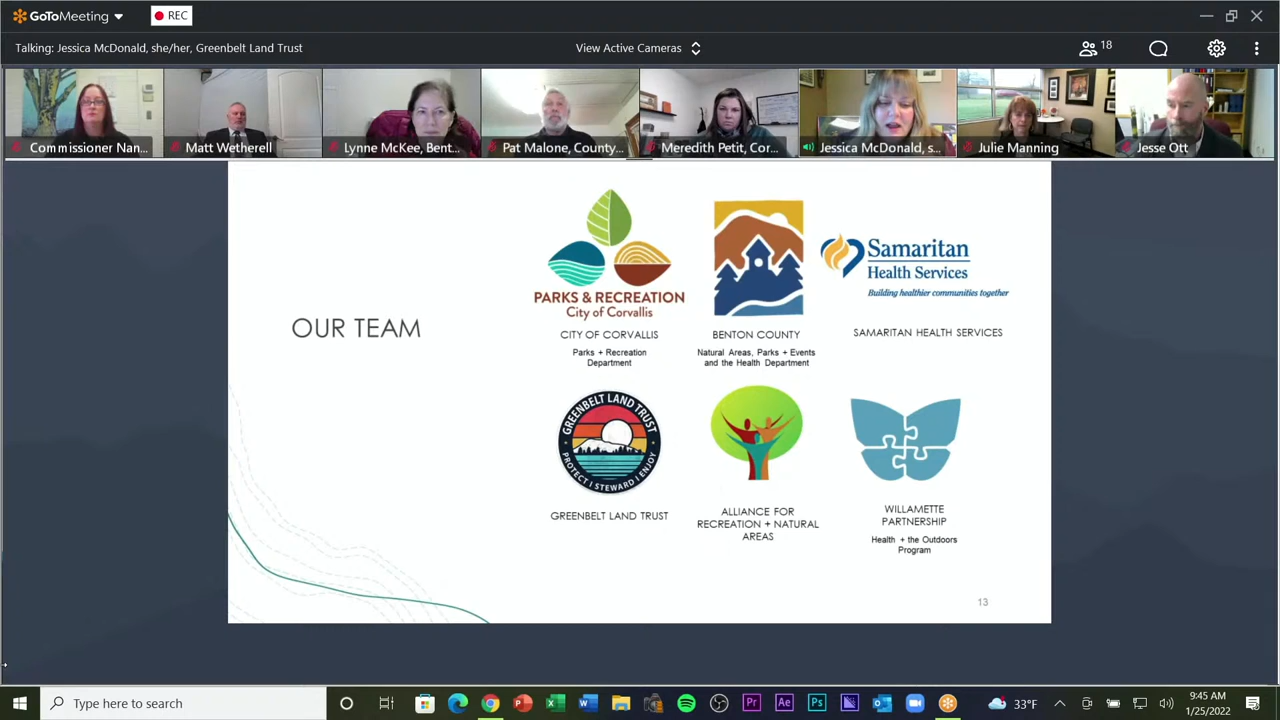 GoToMeeting
REC
Talking: Jessica McDonald, she/her, Greenbelt Land Trust
View Active Cameras
18
Commissioner Nan...
Matt Wetherell
Lynne McKee, Bent...
Pat Malone, County...
Meredith Petit, Cor...
Jessica McDonald, s...
Julie Manning
Jesse Ott
OUR TEAM
PARKS & RECREATION
City of Corvallis
CITY OF CORVALLIS
Parks + Recreation
Department
BENTON COUNTY
Natural Areas, Parks + Events
and the Health Department
Samaritan
Health Services
Building healthier communities together
SAMARITAN HEALTH SERVICES
GREENBELT LAND TRUST
PROTECT | STEWARD | ENJOY
GREENBELT LAND TRUST
ALLIANCE FOR
RECREATION + NATURAL
AREAS
WILLAMETTE
PARTNERSHIP
Health + the Outdoors
Program
13
Type here to search
Pr
Ae
Ps
33°F
9:45 AM
1/25/2022